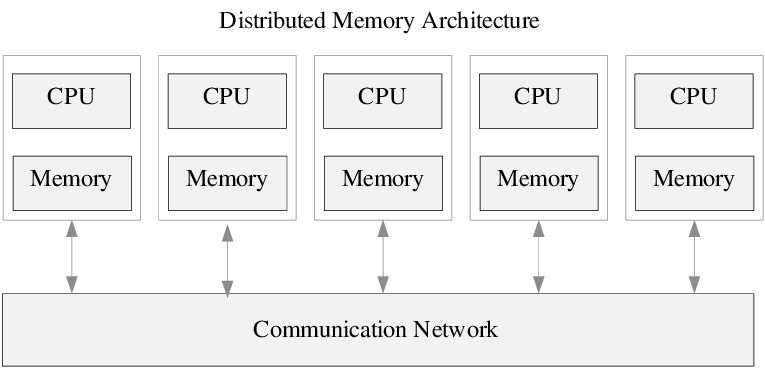 Distributed Memory Architecture
CPU CPU CPU CPU CPU
Memory Memory Memory Memory Memory
Communication Network